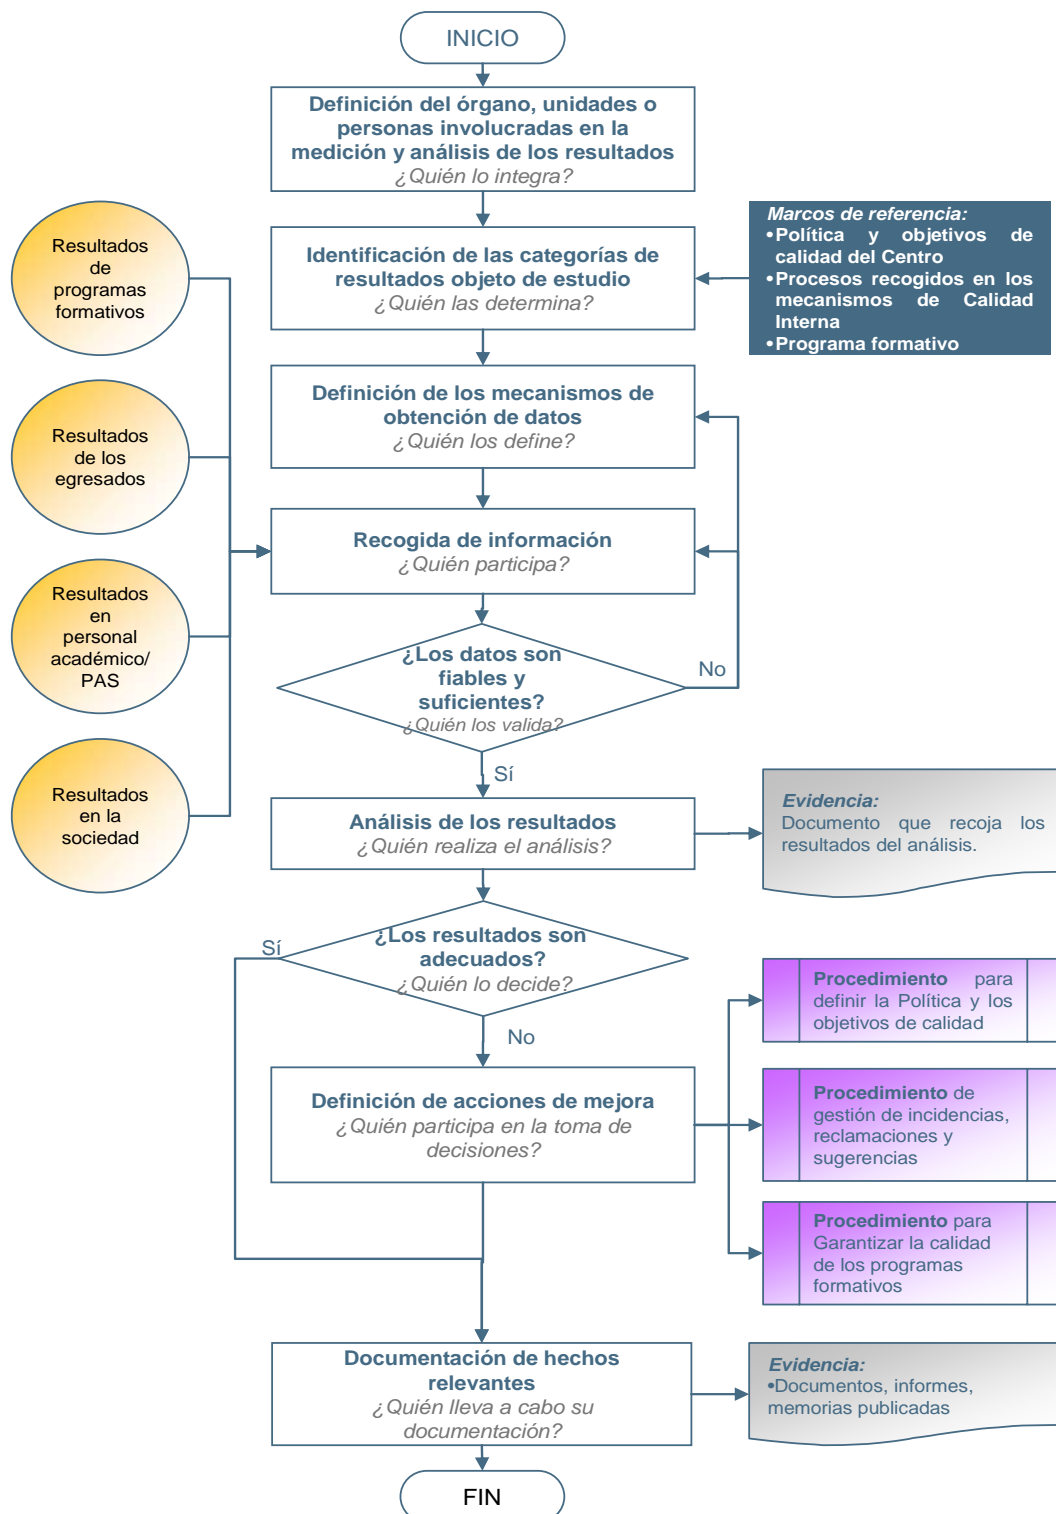 INICIO
Definición del órgano, unidades o
personas involucradas en la
medición y análisis de los resultados
¿Quién lo integra?
Resultados
de
programas
formativos
Identificación de las categorías de
resultados objeto de estudio
¿Quién las determina?
Marcos de referencia:
•Política y objetivos de
calidad del Centro
•Procesos recogidos en los
mecanismos de Calidad
Interna
•Programa formativo
Definición de los mecanismos de
obtención de datos
¿Quién los define?
Resultados
de los
egresados
Recogida de información
¿Quién participa?
Resultados
en
personal
académico/
PAS
¿Los datos son
fiables y
suficientes?
¿Quién los valida?
No
Sí
Resultados
en la
sociedad
Análisis de los resultados
¿Quién realiza el análisis?
Evidencia:
Documento que recoja los
resultados del análisis.
Sí
¿Los resultados son
adecuados?
¿Quién lo decide?
No
Procedimiento para
definir la Política y los
objetivos de calidad
Definición de acciones de mejora
¿Quién participa en la toma de
decisiones?
Procedimiento de
gestión de incidencias,
reclamaciones y
sugerencias
Procedimiento para
Garantizar la calidad
de los programas
formativos
Documentación de hechos
relevantes
¿Quién lleva a cabo su
documentación?
Evidencia:
•Documentos, informes,
memorias publicadas
FIN